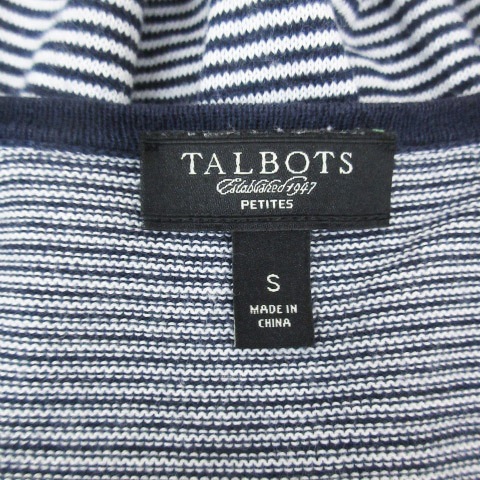 TALBOTS
Established 1947
PETITES
S
MADE IN
CHINA